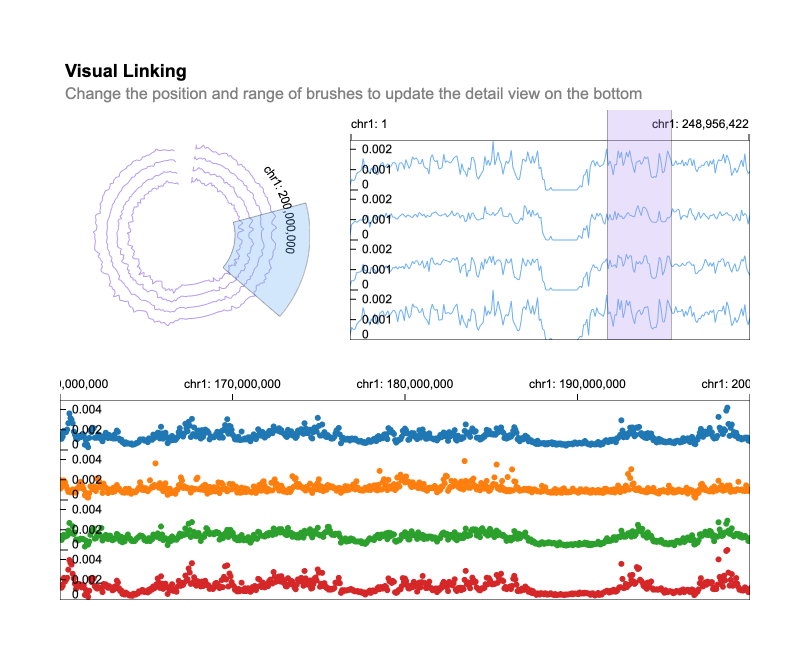 Visual Linking
Change the position and range of brushes to update the detail view on the bottom
chr1: 200,000,000
chr1: 1
chr1: 248,956,422
0.002
0.001
0
0.002
0.001
0
0.002
0.001
0
0.002
0.001
0
0,000,000
chr1: 170,000,000
chr1: 180,000,000
chr1: 190,000,000
chr1: 200
0.004
0.002
0
0.004
0.002
0
0.004
0.002
0
0.004
0.002
0